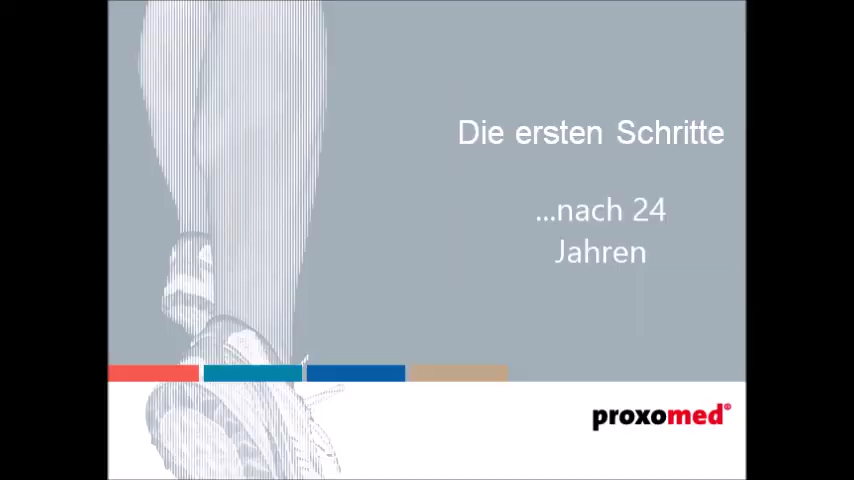 Die ersten Schritte
...nach 24
Jahren
proxomed®